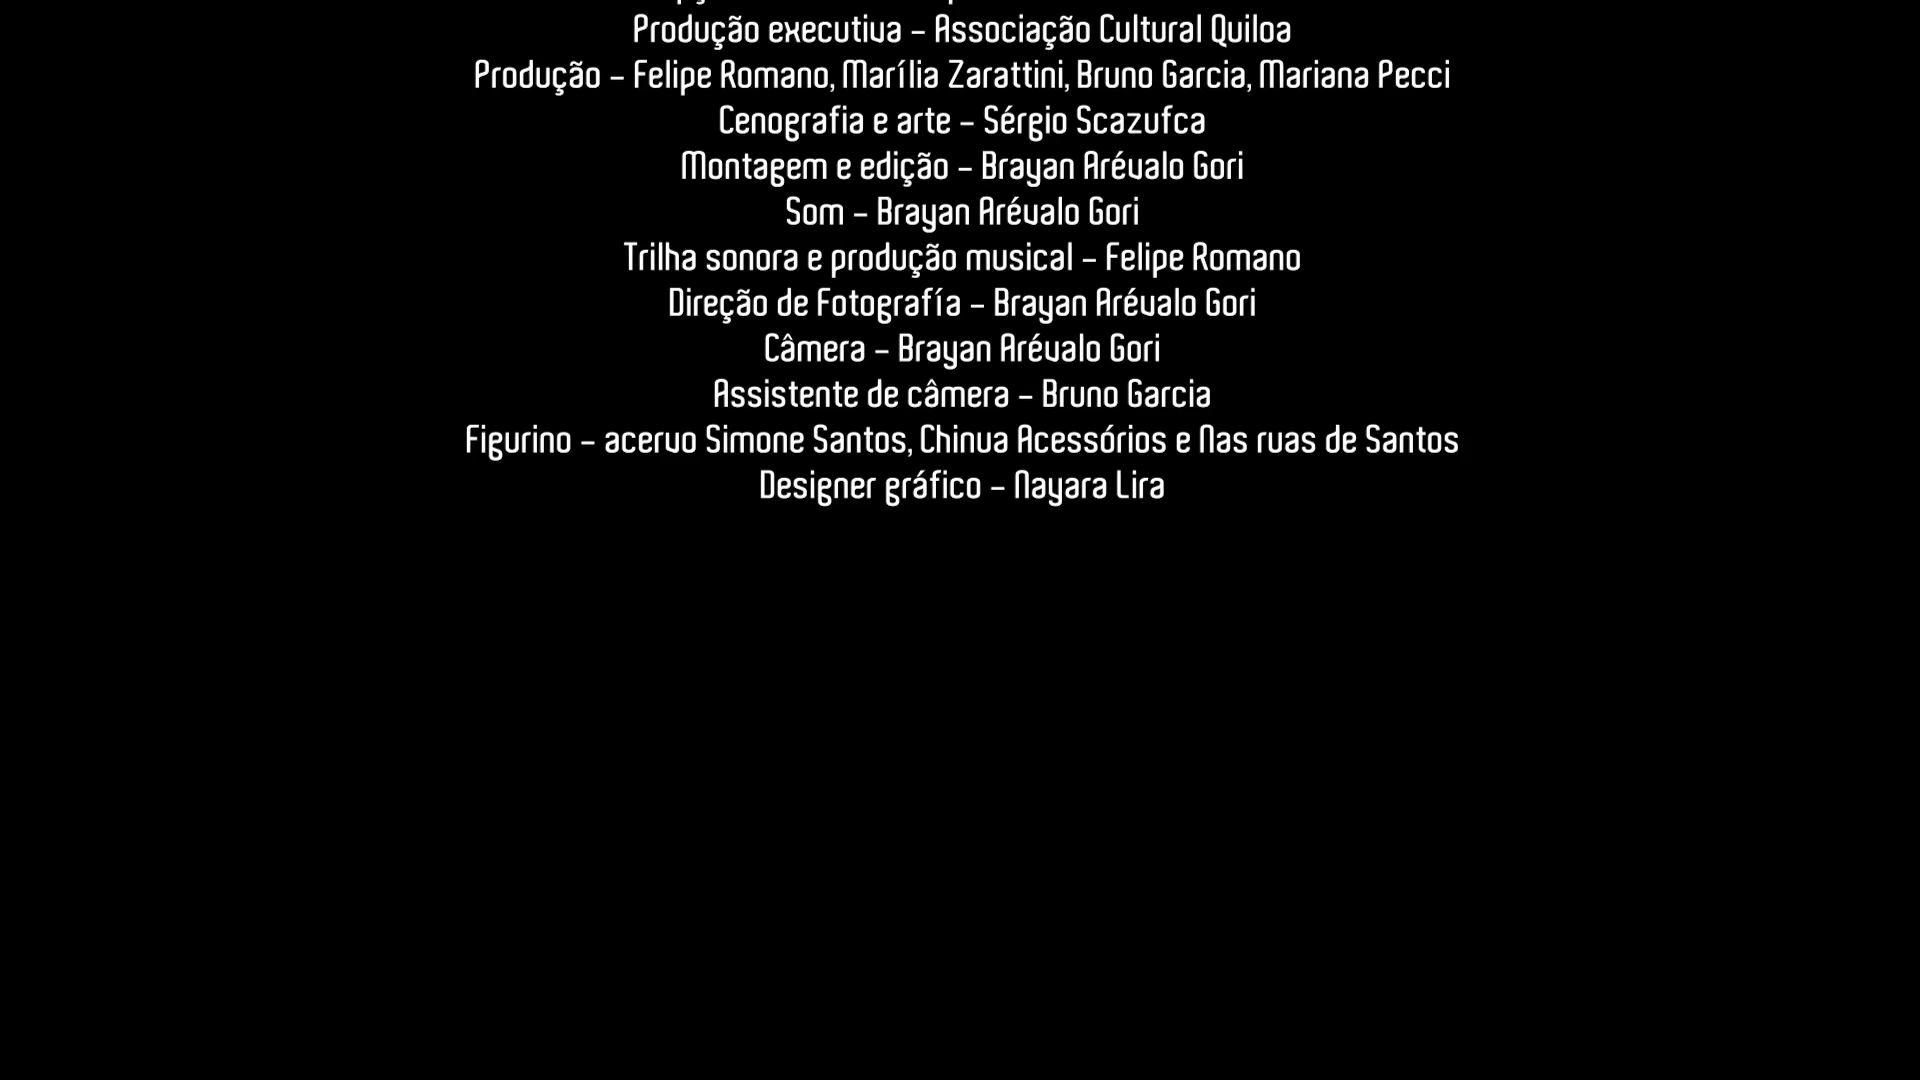 Produção executiva – Associação Cultural Quiloa
Produção – Felipe Romano, Marília Zarattini, Bruno Garcia, Mariana Pecci
Cenografia e arte – Sérgio Scazufca
Montagem e edição – Brayan Arévalo Gori
Som – Brayan Arévalo Gori
Trilha sonora e produção musical – Felipe Romano
Direção de Fotografía – Brayan Arévalo Gori
Câmera – Brayan Arévalo Gori
Assistente de câmera – Bruno Garcia
Figurino – acervo Simone Santos, Chinua Acessórios e Nas ruas de Santos
Designer gráfico – Nayara Lira